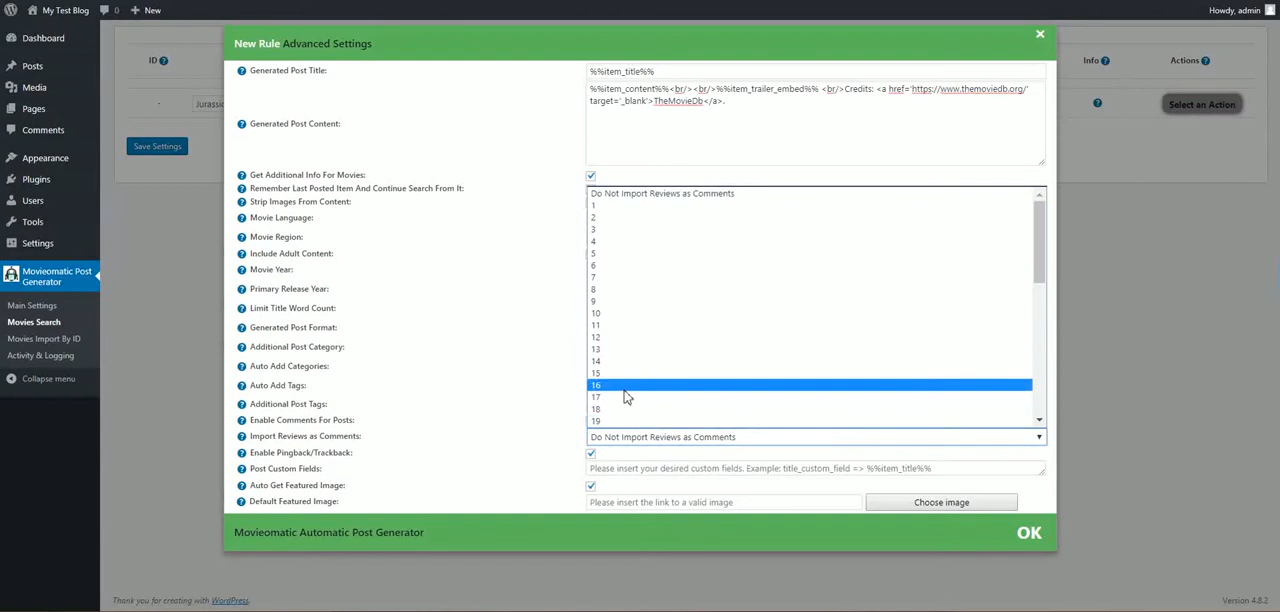 My Test Blog
0
New
Howdy, admin
Dashboard
Posts
Media
Pages
Comments
Appearance
Plugins
Users
Tools
Settings
Movieomatic Post
Generator
Main Settings
Movies Search
Movies Import By ID
Activity & Logging
Collapse menu
ID
-
Jurassic
Save Settings
Info
Actions
Select an Action
New Rule Advanced Settings
Generated Post Title:
%%item_title%%
Generated Post Content:
%%item_content%%<br/><br/>%%item_trailer_embed%% <br/>Credits: <a href='https://www.themoviedb.org/'
target='_blank'>TheMovieDb</a>.
Get Additional Info For Movies:
Remember Last Posted Item And Continue Search From It:
Strip Images From Content:
Movie Language:
Movie Region:
Include Adult Content:
Movie Year:
Primary Release Year:
Limit Title Word Count:
Generated Post Format:
Additional Post Category:
Auto Add Categories:
Auto Add Tags:
Additional Post Tags:
Enable Comments For Posts:
Do Not Import Reviews as Comments
1
2
3
4
5
6
7
8
9
10
11
12
13
14
15
16
17
18
19
Import Reviews as Comments:
Do Not Import Reviews as Comments
Enable Pingback/Trackback:
Post Custom Fields:
Please insert your desired custom fields. Example: title_custom_field => %%item_title%%
Auto Get Featured Image:
Default Featured Image:
Please insert the link to a valid image
Choose image
Movieomatic Automatic Post Generator
OK
Thank you for creating with WordPress.
Version 4.8.2